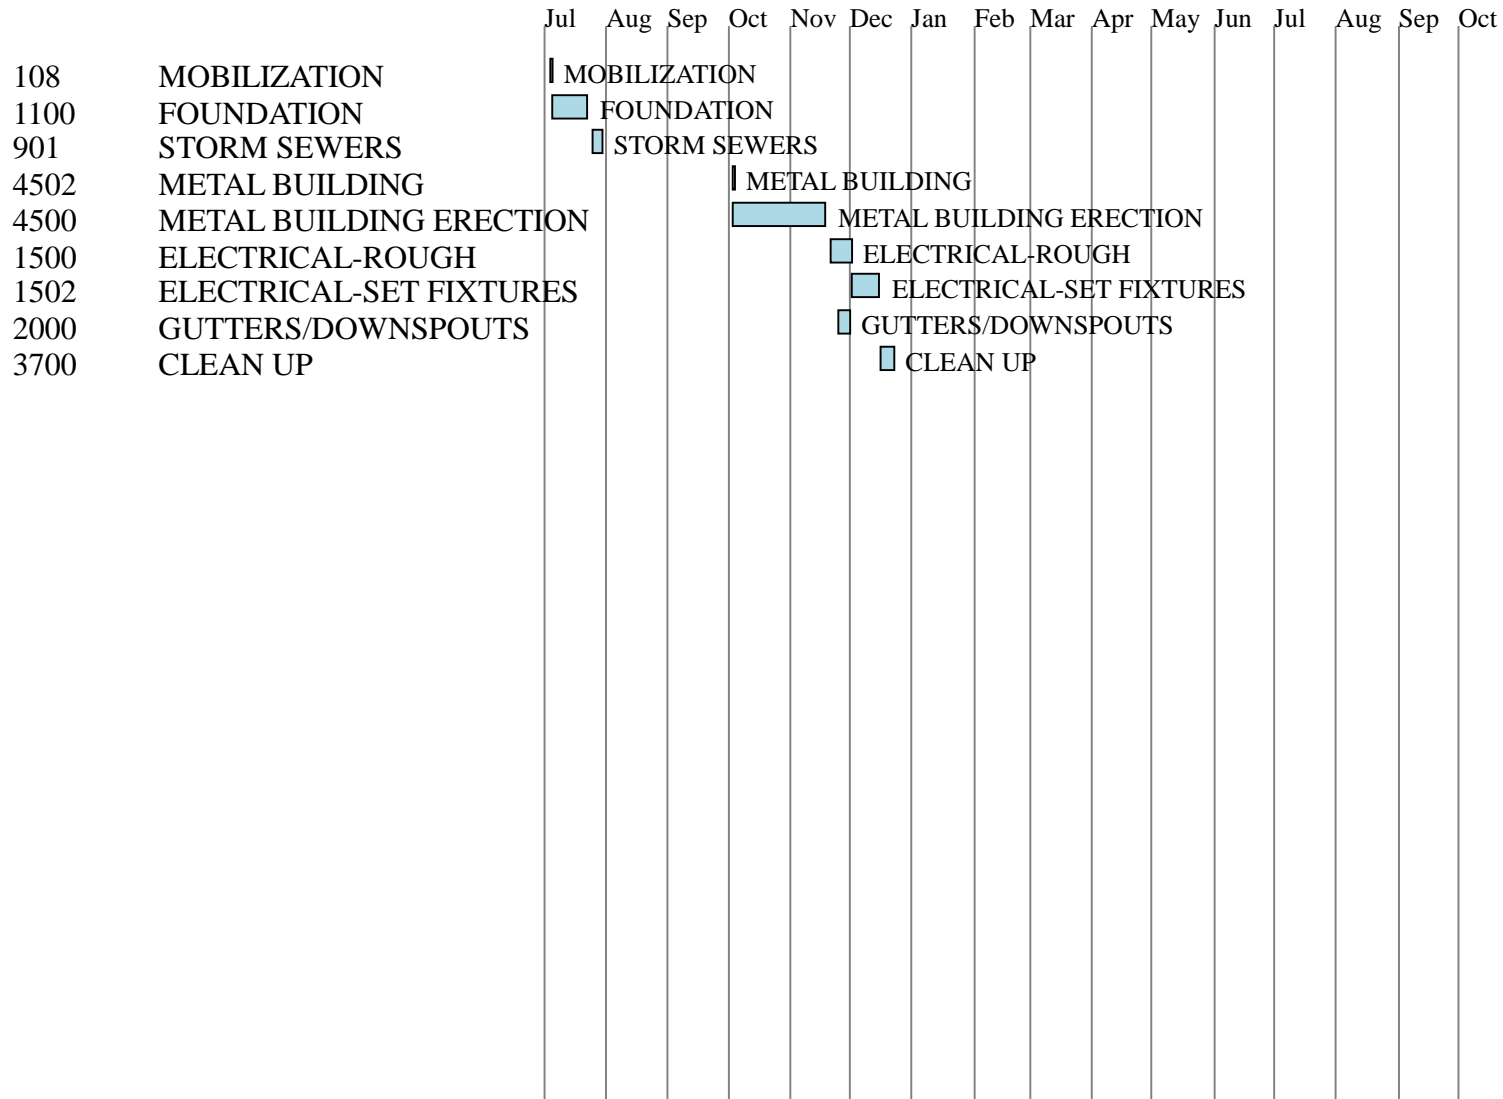 Jul Aug Sep Oct Nov Dec Jan Feb Mar Apr May Jun Jul Aug Sep Oct
108 MOBILIZATION MOBILIZATION
1100 FOUNDATION FOUNDATION
901 STORM SEWERS STORM SEWERS
4502 METAL BUILDING METAL BUILDING
4500 METAL BUILDING ERECTION METAL BUILDING ERECTION
1500 ELECTRICAL-ROUGH ELECTRICAL-ROUGH
1502 ELECTRICAL-SET FIXTURES ELECTRICAL-SET FIXTURES
2000 GUTTERS/DOWNSPOUTS GUTTERS/DOWNSPOUTS
3700 CLEAN UP CLEAN UP